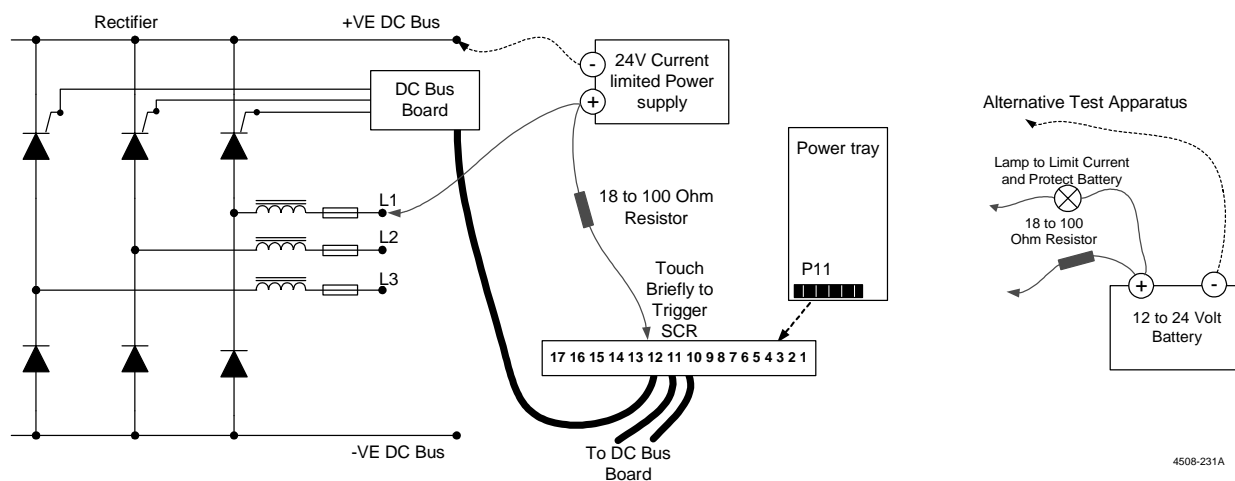 Rectifier
+VE DC Bus
DC Bus
Board
-
+
24V Current
limited Power
supply
L1
L2
L3
18 to 100 Ohm
Resistor
Touch
Briefly to
Trigger
SCR
Power tray
P11
17 16 15 14 13 12 11 10 9 8 7 6 5 4 3 2 1
-VE DC Bus
To DC Bus
Board
Alternative Test Apparatus
Lamp to Limit Current
and Protect Battery
18 to 100
Ohm Resistor
+
-
12 to 24 Volt
Battery
4508-231A